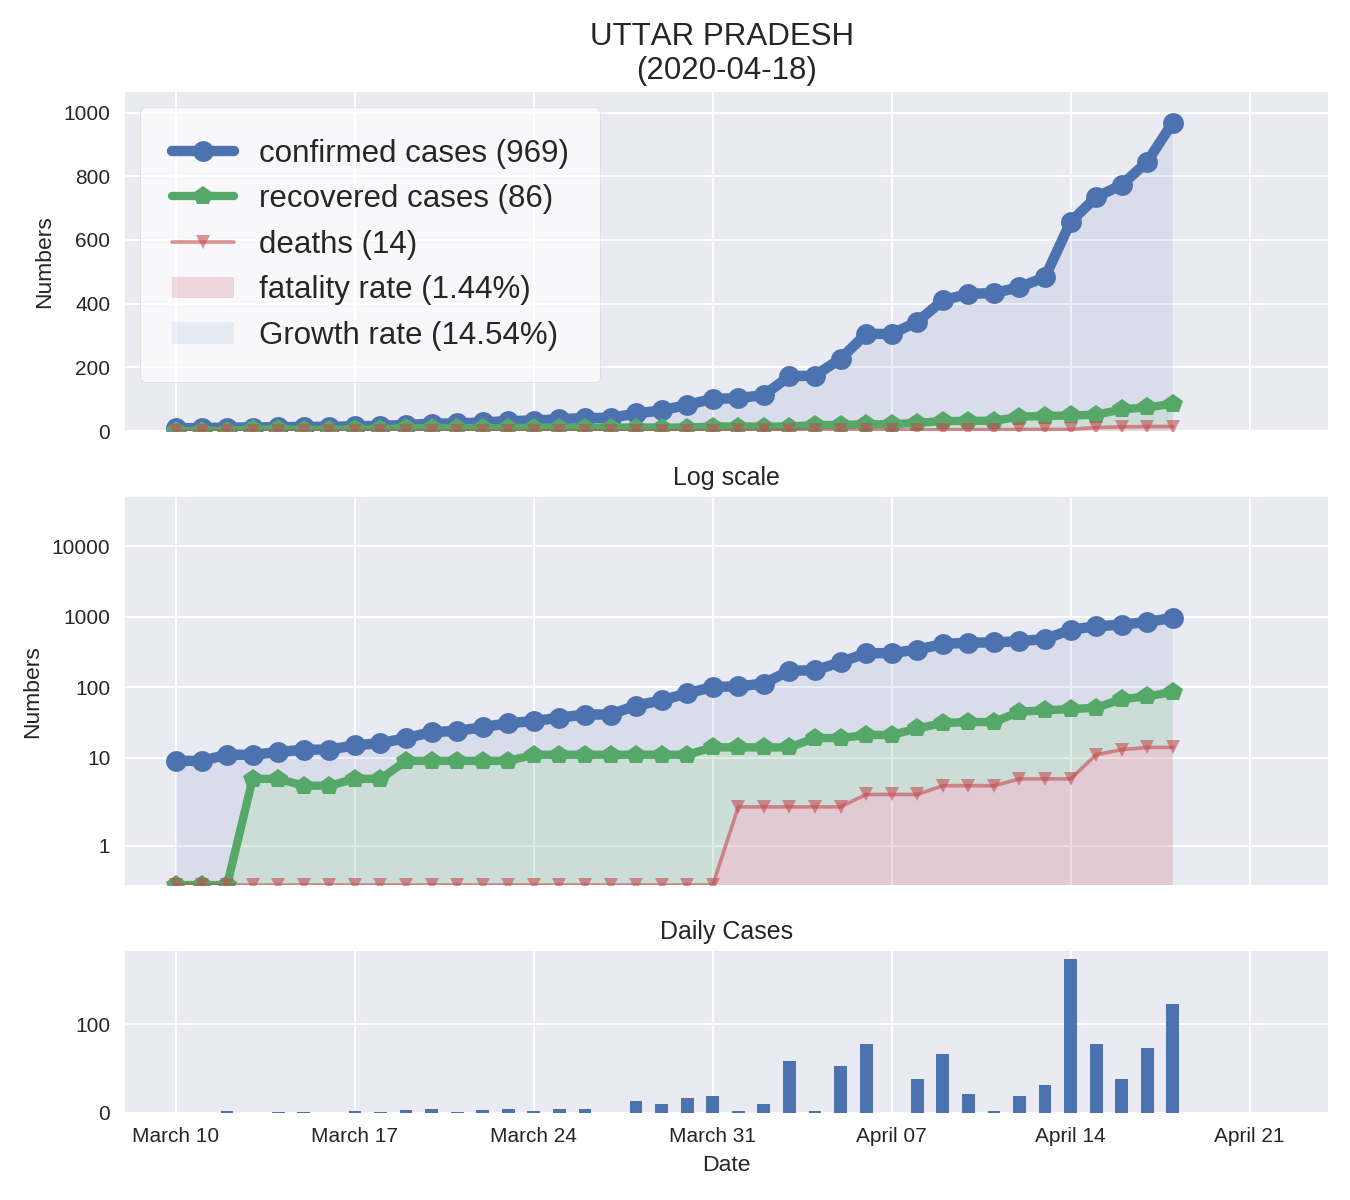 UTTAR PRADESH
(2020-04-18)
Numbers
1000
800
600
400
200
0
confirmed cases (969)
recovered cases (86)
deaths (14)
fatality rate (1.44%)
Growth rate (14.54%)
Log scale
Numbers
10000
1000
100
10
1
Daily Cases
100
0
March 10 March 17 March 24 March 31 April 07 April 14 April 21
Date